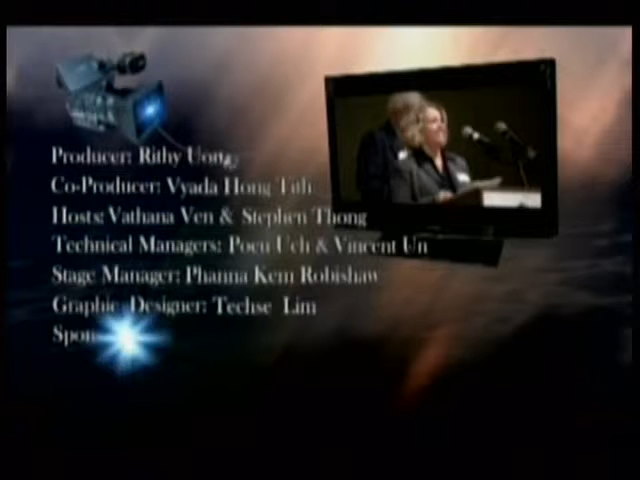 Producer: Rithy Uong
Co-Producer: Vyada Hong Tith
Hosts: Vathana Ven & Stephen Thong
Technical Managers: Poeu Uch & Vincent Un
Stage Manager: Phanna Kem Robishaw
Graphic Designer: Techse Lim
Spon